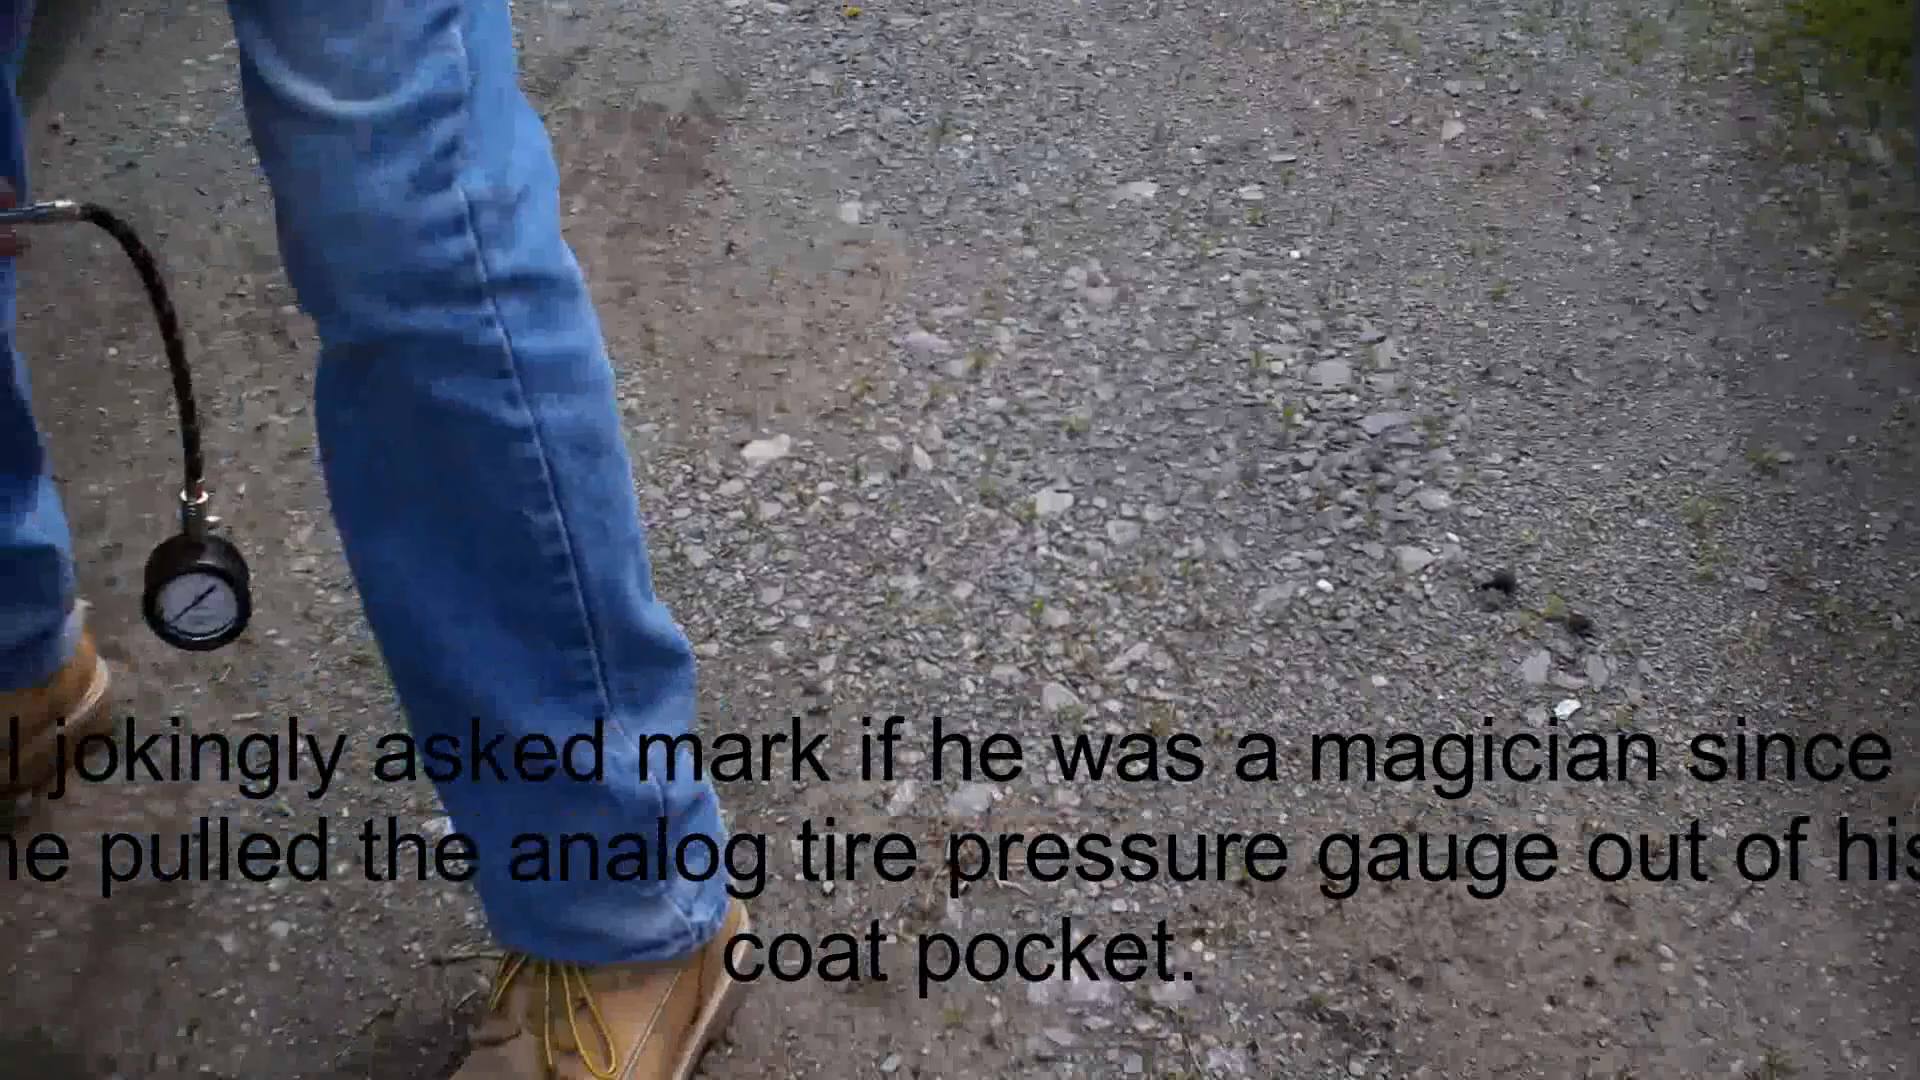 I jokingly asked mark if he was a magician since
he pulled the analog tire pressure gauge out of his
coat pocket.